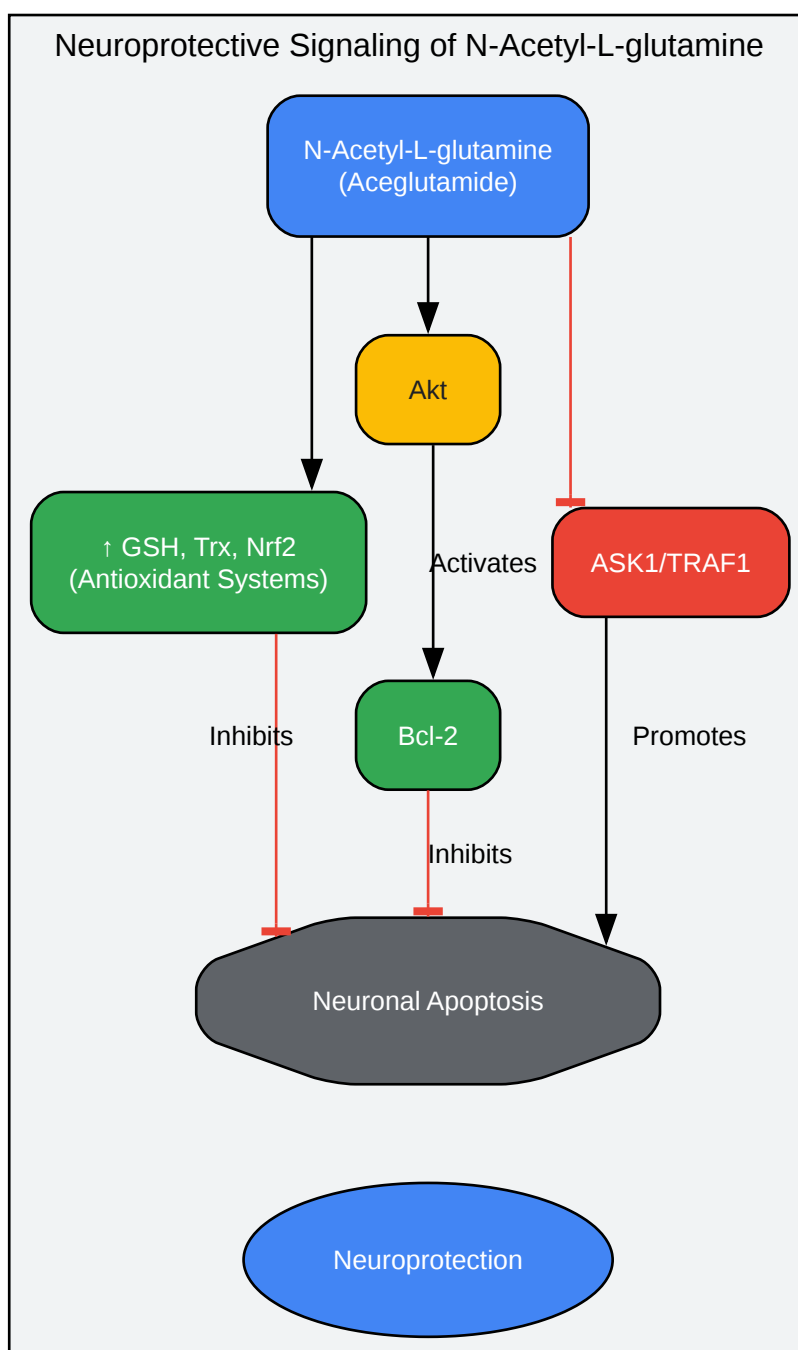 Neuroprotective Signaling of N-Acetyl-L-glutamine
N-Acetyl-L-glutamine
(Aceglutamide)
Akt
↑ GSH, Trx, Nrf2
(Antioxidant Systems)
Activates
ASK1/TRAF1
Inhibits
Bcl-2
Promotes
Inhibits
Neuronal Apoptosis
Neuroprotection